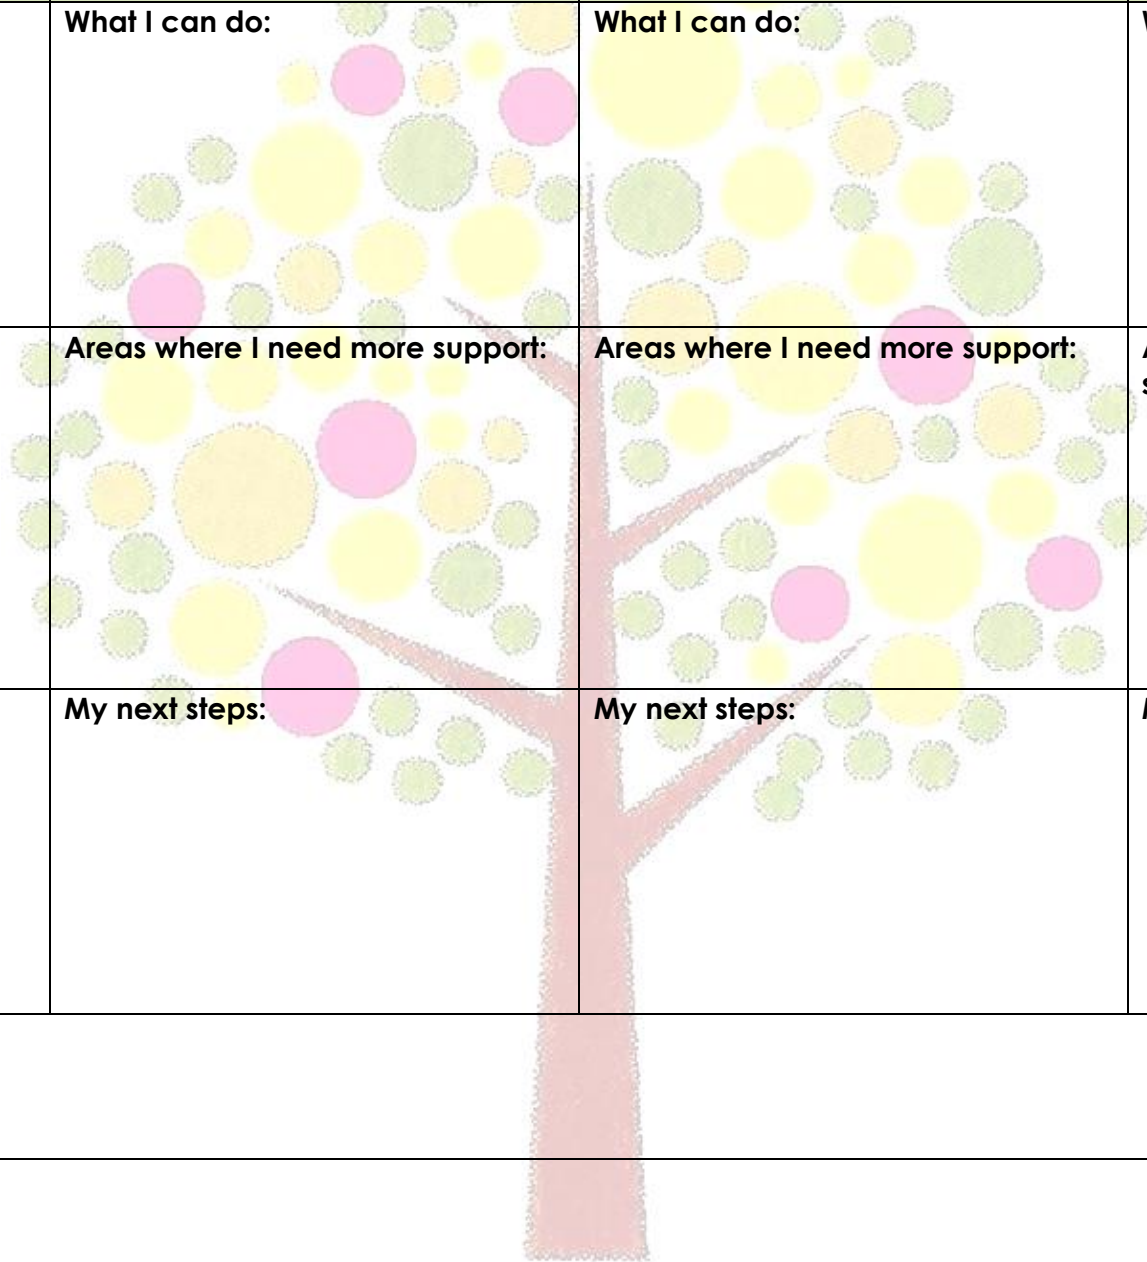 What I can do:
What I can do:
Areas where I need more support:
Areas where I need more support:
My next steps:
My next steps: